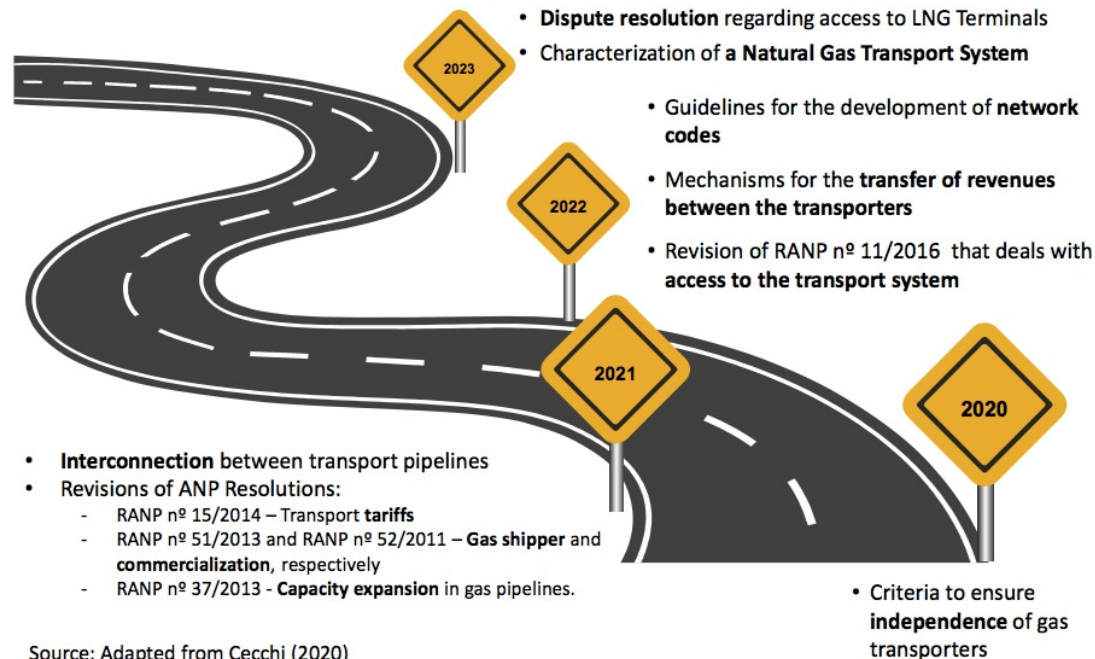 2023
• Dispute resolution regarding access to LNG Terminals
• Characterization of a Natural Gas Transport System
2022
• Guidelines for the development of network
codes
• Mechanisms for the transfer of revenues
between the transporters
• Revision of RANP nº 11/2016 that deals with
access to the transport system
2021
• Interconnection between transport pipelines
• Revisions of ANP Resolutions:
- RANP nº 15/2014 – Transport tariffs
- RANP nº 51/2013 and RANP nº 52/2011 – Gas shipper and
commercialization, respectively
- RANP nº 37/2013 - Capacity expansion in gas pipelines.
2020
• Criteria to ensure
independence of gas
transporters
Source: Adapted from Cecchi (2020)